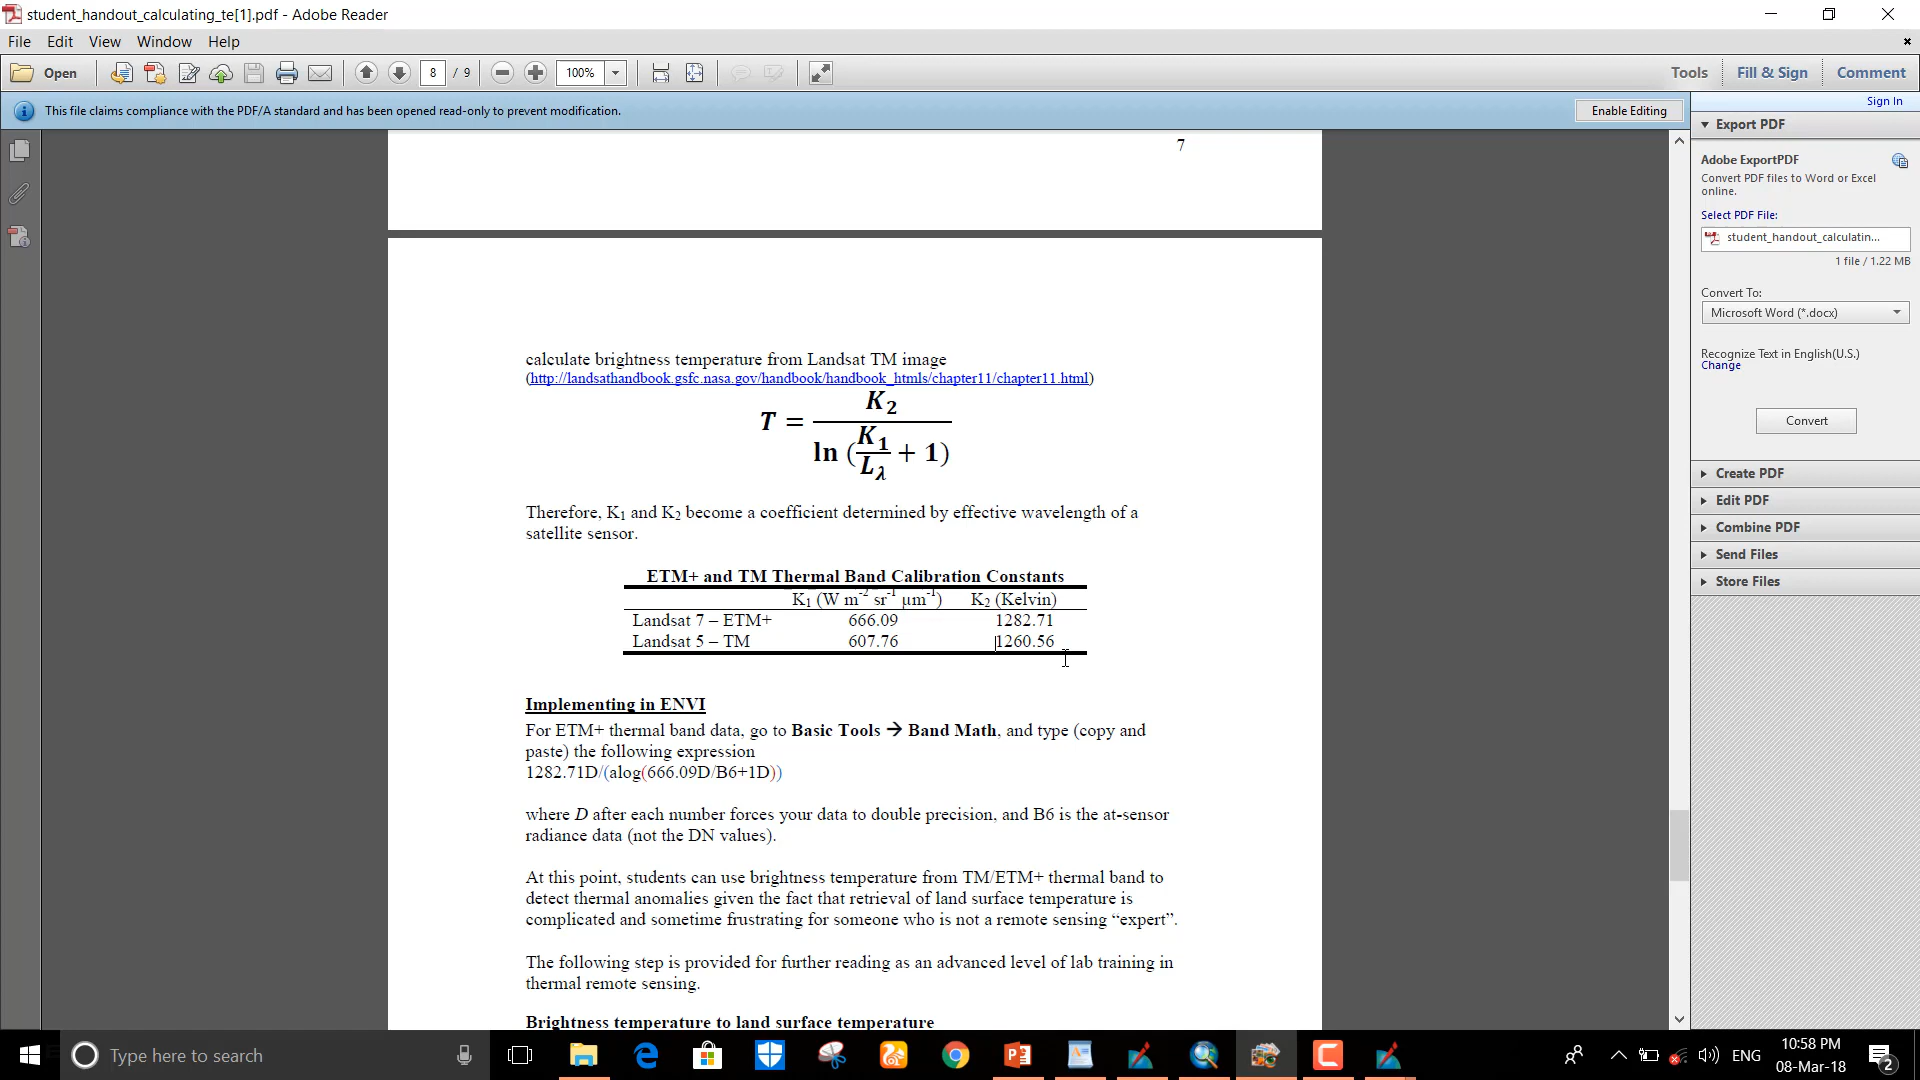 student_handout_calculating_te[1].pdf - Adobe Reader
File Edit View Window Help
Open 8 / 9 100% Tools Fill & Sign Comment
This file claims compliance with the PDF/A standard and has been opened read-only to prevent modification. Enable Editing
Sign In
Export PDF
Adobe ExportPDF
Convert PDF files to Word or Excel
online.
Select PDF File:
student_handout_calculatin...
1 file / 1.22 MB
Convert To:
Microsoft Word (*.docx)
Recognize Text in English(U.S.)
Change
Convert
Create PDF
Edit PDF
Combine PDF
Send Files
Store Files
7
calculate brightness temperature from Landsat TM image
(http://landsathandbook.gsfc.nasa.gov/handbook/handbook_htmls/chapter11/chapter11.html)
T = K₂ / ln (K₁/L_λ + 1)
Therefore, K₁ and K₂ become a coefficient determined by effective wavelength of a
satellite sensor.
ETM+ and TM Thermal Band Calibration Constants
K₁ (W m⁻² sr⁻¹ µm⁻¹) K₂ (Kelvin)
Landsat 7 – ETM+ 666.09 1282.71
Landsat 5 – TM 607.76 1260.56
Implementing in ENVI
For ETM+ thermal band data, go to Basic Tools → Band Math, and type (copy and
paste) the following expression
1282.71D/(alog(666.09D/B6+1D))
where D after each number forces your data to double precision, and B6 is the at-sensor
radiance data (not the DN values).
At this point, students can use brightness temperature from TM/ETM+ thermal band to
detect thermal anomalies given the fact that retrieval of land surface temperature is
complicated and sometime frustrating for someone who is not a remote sensing “expert”.
The following step is provided for further reading as an advanced level of lab training in
thermal remote sensing.
Brightness temperature to land surface temperature
Type here to search
ENG
10:58 PM
08-Mar-18
2